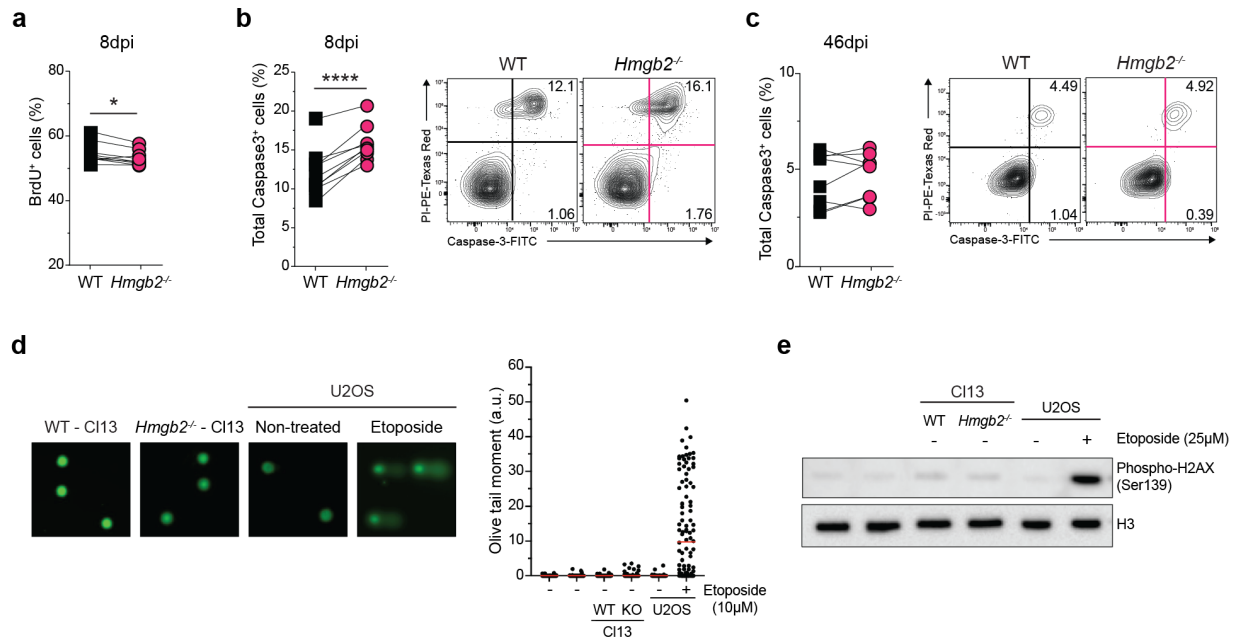 a
8dpi
BrdU⁺ cells (%)
80
60
40
20
*
WT Hmgb2⁻/⁻
b
8dpi
Total Caspase3⁺ cells (%)
25
20
15
10
5
0
****
WT Hmgb2⁻/⁻
WT
Hmgb2⁻/⁻
12.1
16.1
1.06
1.76
PI-PE-Texas Red
Caspase-3-FITC
c
46dpi
Total Caspase3+ cells (%)
10
5
0
WT Hmgb2⁻/⁻
WT
Hmgb2⁻/⁻
4.49
4.92
1.04
0.39
PI-PE-Texas Red
Caspase-3-FITC
d
U2OS
WT - Cl13 Hmgb2⁻/⁻ - Cl13 Non-treated Etoposide
Olive tail moment (a.u.)
60
50
40
30
20
10
0
- - - - - + Etoposide
(10µM)
WT KO U2OS
Cl13
e
Cl13
WT Hmgb2⁻/⁻ U2OS
- - - + Etoposide (25µM)
Phospho-H2AX
(Ser139)
H3